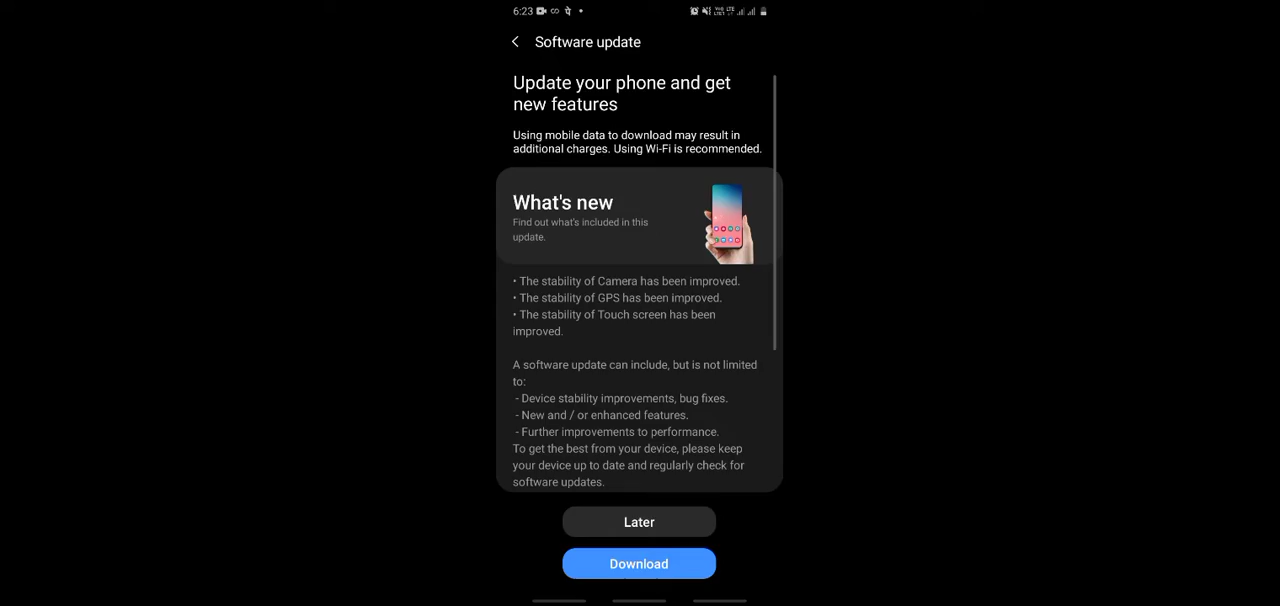 6:23
Software update
Update your phone and get
new features
Using mobile data to download may result in
additional charges. Using Wi-Fi is recommended.
What's new
Find out what's included in this
update.
• The stability of Camera has been improved.
• The stability of GPS has been improved.
• The stability of Touch screen has been
improved.
A software update can include, but is not limited
to:
- Device stability improvements, bug fixes.
- New and / or enhanced features.
- Further improvements to performance.
To get the best from your device, please keep
your device up to date and regularly check for
software updates.
Later
Download